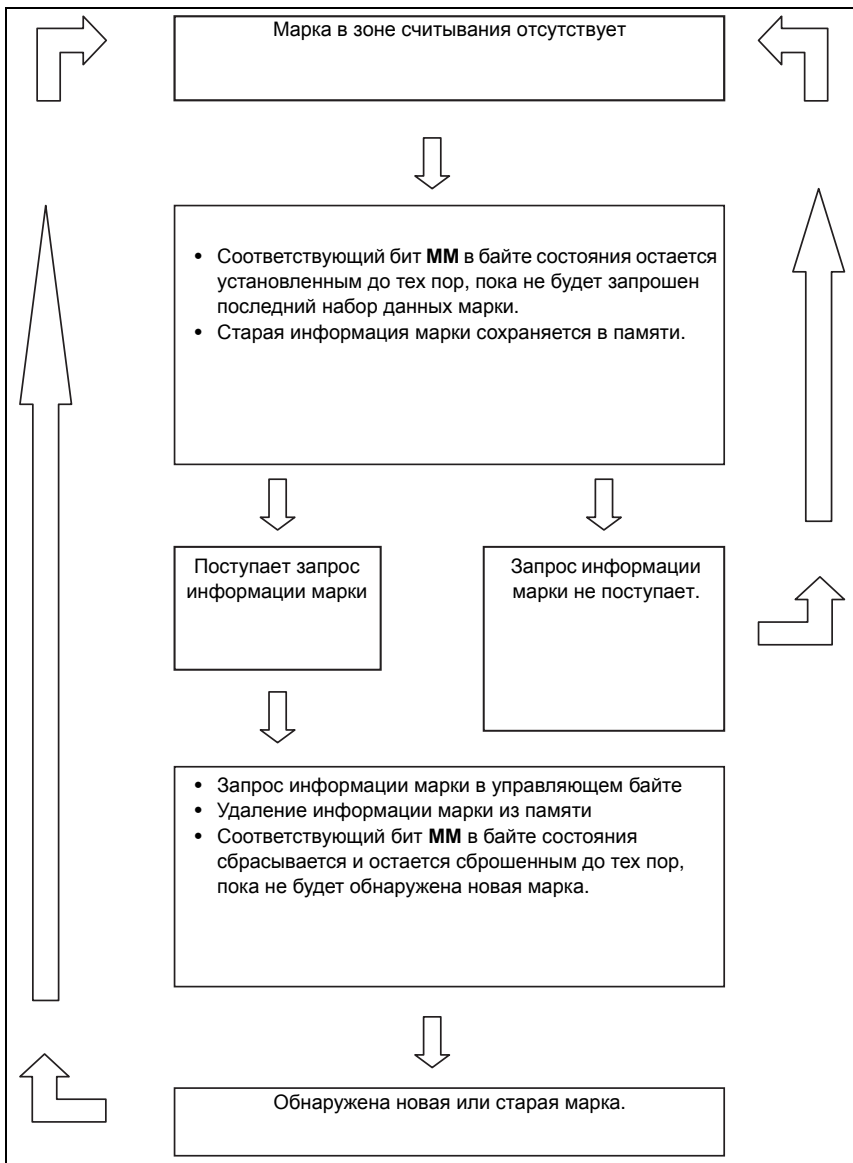 Марка в зоне считывания отсутствует
• Соответствующий бит ММ в байте состояния остается
установленным до тех пор, пока не будет запрошен
последний набор данных марки.
• Старая информация марки сохраняется в памяти.
Поступает запрос
информации марки
Запрос информации
марки не поступает.
• Запрос информации марки в управляющем байте
• Удаление информации марки из памяти
• Соответствующий бит ММ в байте состояния
сбрасывается и остается сброшенным до тех пор,
пока не будет обнаружена новая марка.
Обнаружена новая или старая марка.